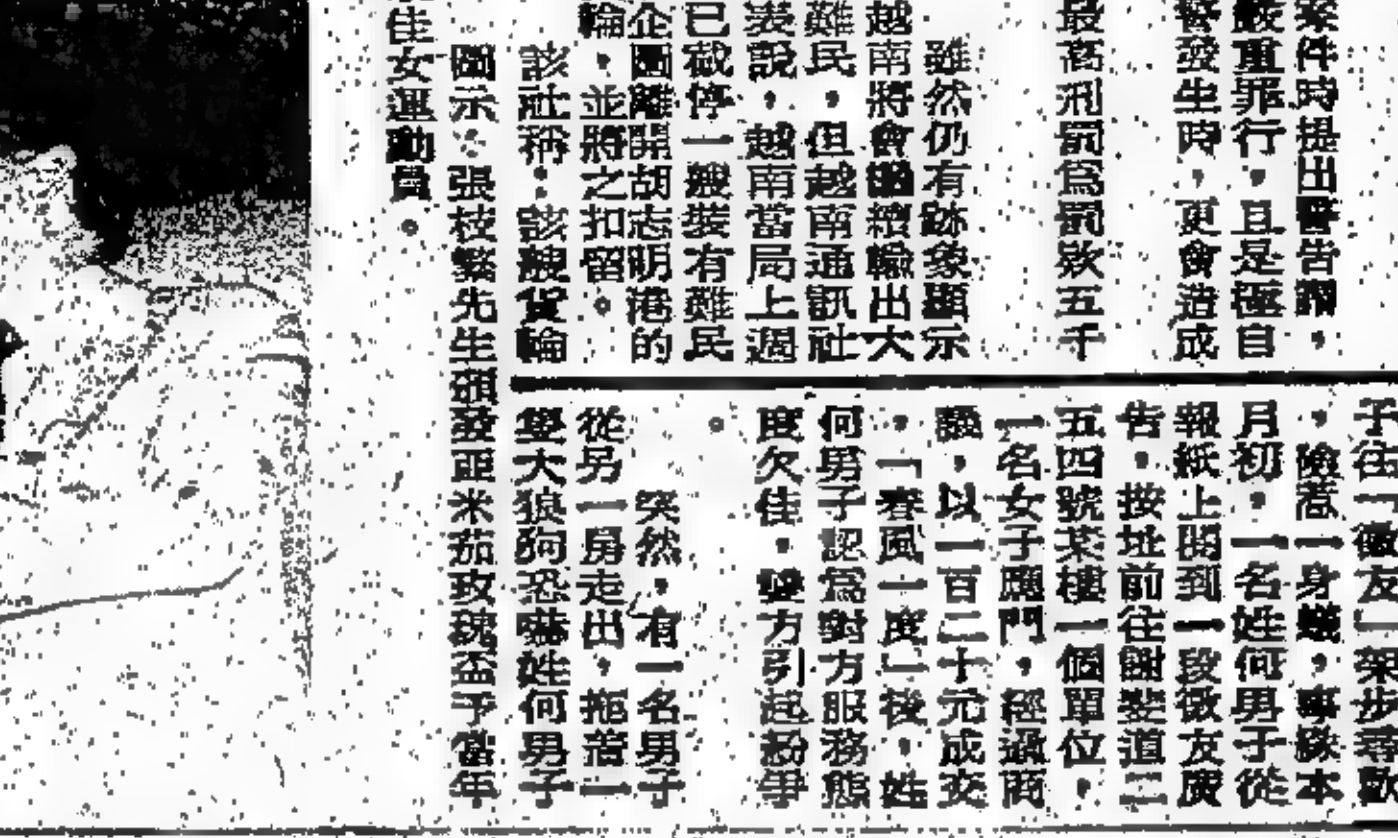 案件時提出警告謂，
嚴重罪行，且是極自
發生時，更會造成
最高刑罰爲罰欵五千
雖然仍有跡象顯示
越南將會繼續輸出大
難民，但越南通訊社
說，越南當局上週
已截停一艘裝有難民
企圖離開胡志明港的
輪，並將之扣留。
該社稱：該艘貨輪
子往一徵友」架步尋歡
，險惹一身蟻，事緣本
月初，一名姓何男子從
報紙上閱到一段徵友廣
告，按址前往謝斐道二
五四號某樓一個單位，
一名女子應門，經過商
議，以一百二十元成交
，「春風一度」後，姓
何男子認爲對方服務態
度欠佳，雙方引起紛爭
。
突然，有一名男子
從另一房走出，拖着一
隻大狼狗恐嚇姓何男子
圖示：張枝繁先生頒發亞米茄玫瑰盃予當年
佳女運動員。